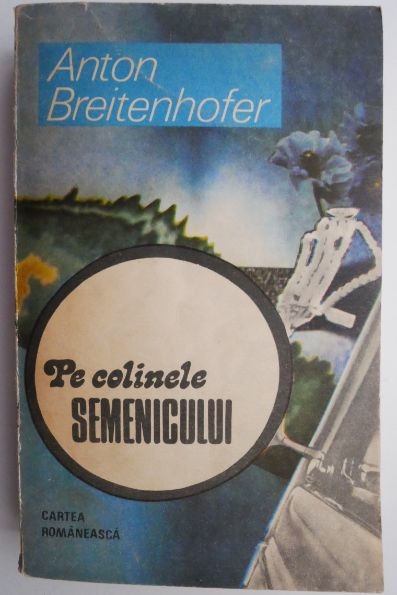 Anton
Breitenhofer
Pe colinele
SEMENICULUI
CARTEA
ROMÂNEASCĂ